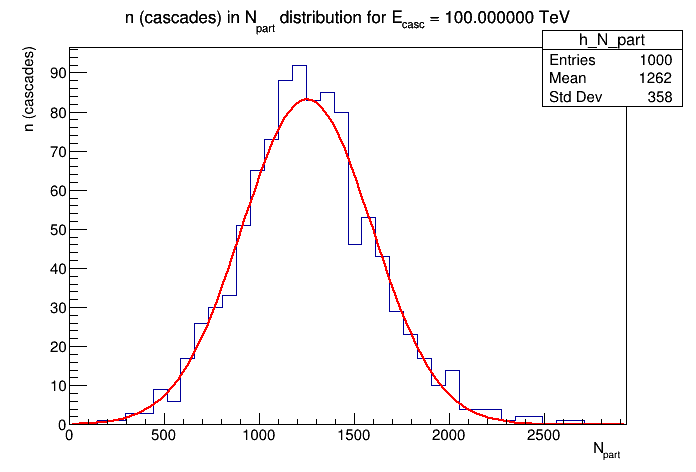 n (cascades) in N_part distribution for E_casc = 100.000000 TeV
h_N_part
Entries 1000
Mean 1262
Std Dev 358
n (cascades)
90
80
70
60
50
40
30
20
10
0
0 500 1000 1500 2000 2500
N_part